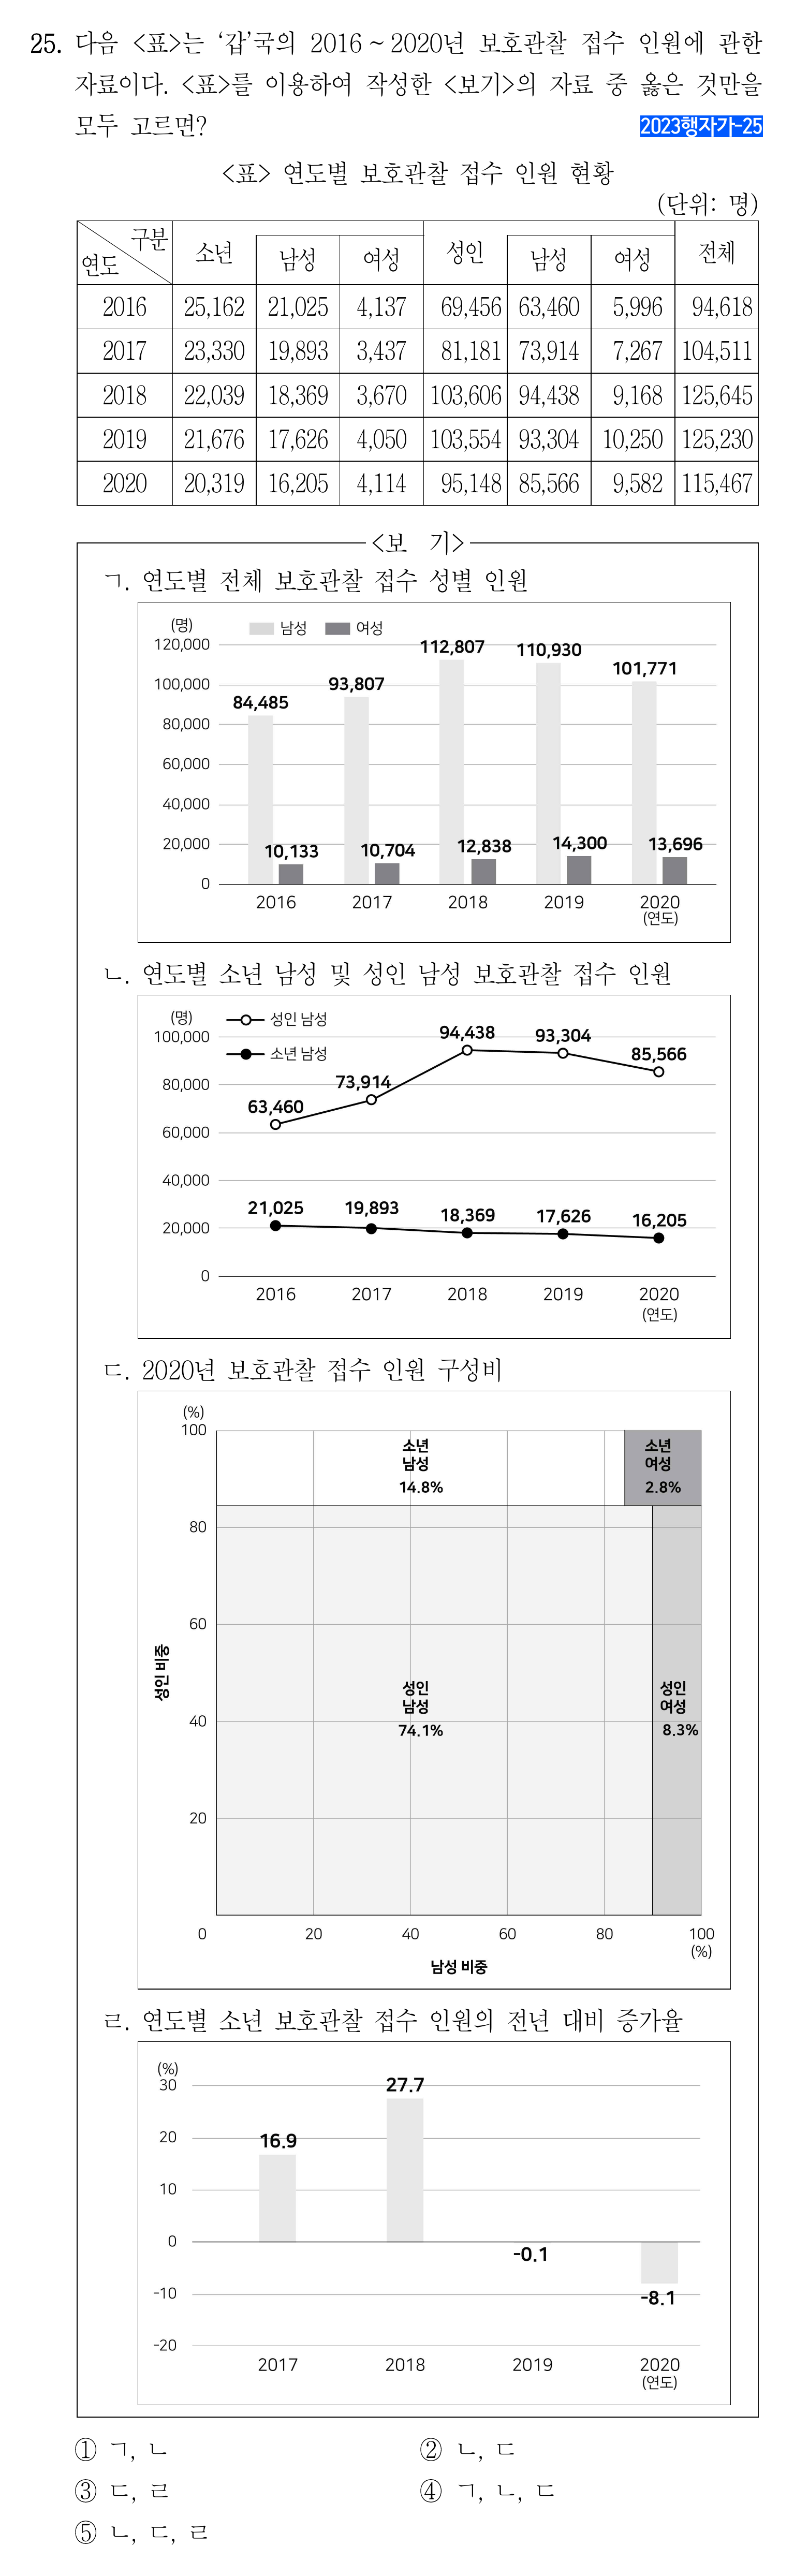 25. 다음 <표>는 ‘갑’국의 2016～2020년 보호관찰 접수 인원에 관한
자료이다. <표>를 이용하여 작성한 <보기>의 자료 중 옳은 것만을
모두 고르면?
2023행자가-25
<표> 연도별 보호관찰 접수 인원 현황
(단위: 명)
구분 연도 소년 남성 여성 성인 남성 여성 전체
2016 25,162 21,025 4,137 69,456 63,460 5,996 94,618
2017 23,330 19,893 3,437 81,181 73,914 7,267 104,511
2018 22,039 18,369 3,670 103,606 94,438 9,168 125,645
2019 21,676 17,626 4,050 103,554 93,304 10,250 125,230
2020 20,319 16,205 4,114 95,148 85,566 9,582 115,467
<보 기>
ㄱ. 연도별 전체 보호관찰 접수 성별 인원
(명)
남성 여성
120,000
100,000
80,000
60,000
40,000
20,000
0
84,485 93,807 112,807 110,930 101,771
10,133 10,704 12,838 14,300 13,696
2016 2017 2018 2019 2020
(연도)
ㄴ. 연도별 소년 남성 및 성인 남성 보호관찰 접수 인원
(명)
성인 남성
소년 남성
100,000
80,000
60,000
40,000
20,000
0
63,460 73,914 94,438 93,304 85,566
21,025 19,893 18,369 17,626 16,205
2016 2017 2018 2019 2020
(연도)
ㄷ. 2020년 보호관찰 접수 인원 구성비
(%)
100
80
60
40
20
성인 비중
소년
남성
14.8%
소년
여성
2.8%
성인
남성
74.1%
성인
여성
8.3%
0 20 40 60 80 100
(%)
남성 비중
ㄹ. 연도별 소년 보호관찰 접수 인원의 전년 대비 증가율
(%)
30
20
10
0
-10
-20
16.9
27.7
-0.1
-8.1
2017 2018 2019 2020
(연도)
① ㄱ, ㄴ
② ㄴ, ㄷ
③ ㄷ, ㄹ
④ ㄱ, ㄴ, ㄷ
⑤ ㄴ, ㄷ, ㄹ